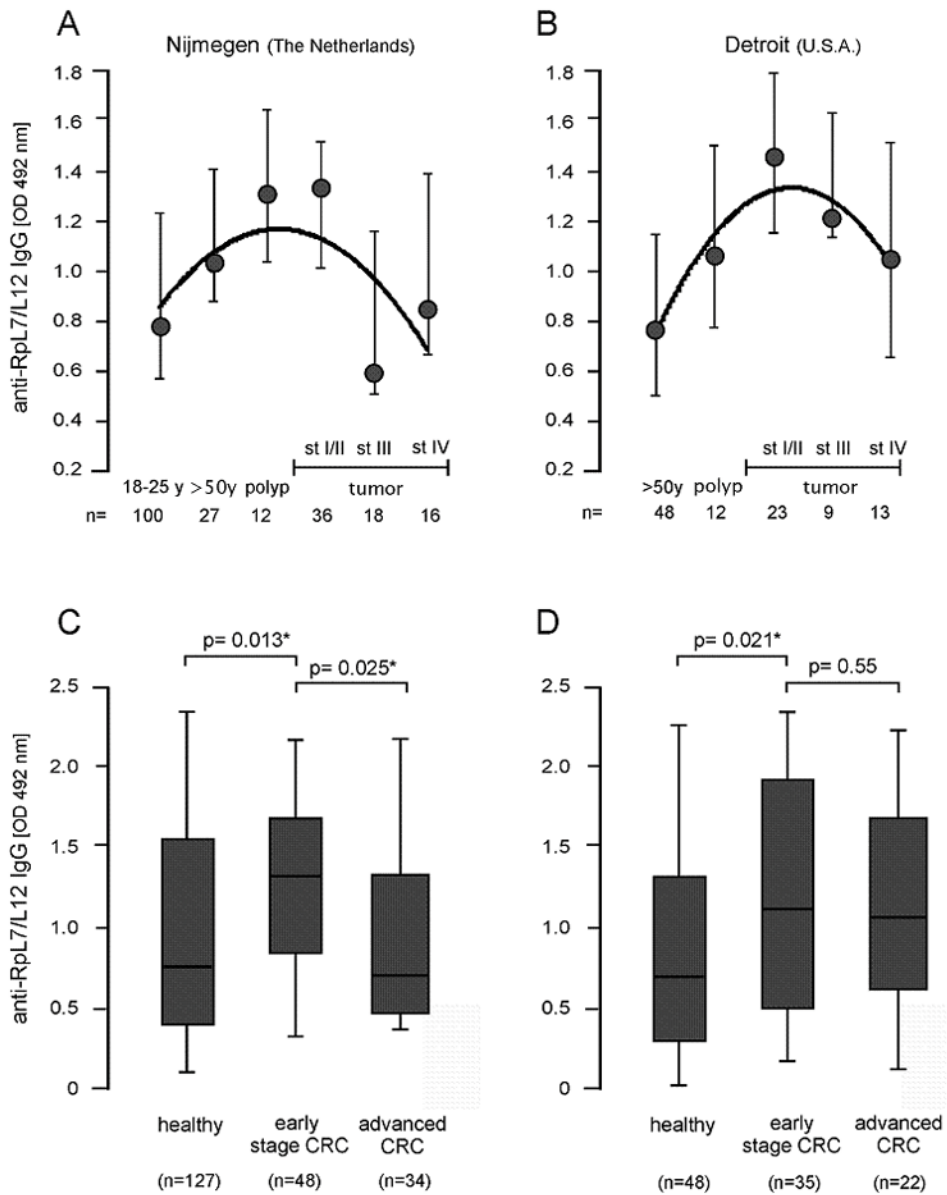 A
Nijmegen (The Netherlands)
anti-RpL7/L12 IgG [OD 492 nm]
1.8
1.6
1.4
1.2
1.0
0.8
0.6
0.4
0.2
st I/II st III st IV
18-25 y >50y polyp tumor
n= 100 27 12 36 18 16
B
Detroit (U.S.A.)
1.8
1.6
1.4
1.2
1.0
0.8
0.6
0.4
0.2
st I/II st III st IV
>50y polyp tumor
n= 48 12 23 9 13
C
p= 0.013*
p= 0.025*
anti-RpL7/L12 IgG [OD 492 nm]
2.5
2.0
1.5
1.0
0.5
0
healthy early stage CRC advanced CRC
(n=127) (n=48) (n=34)
D
p= 0.021*
p= 0.55
2.5
2.0
1.5
1.0
0.5
0
healthy early stage CRC advanced CRC
(n=48) (n=35) (n=22)